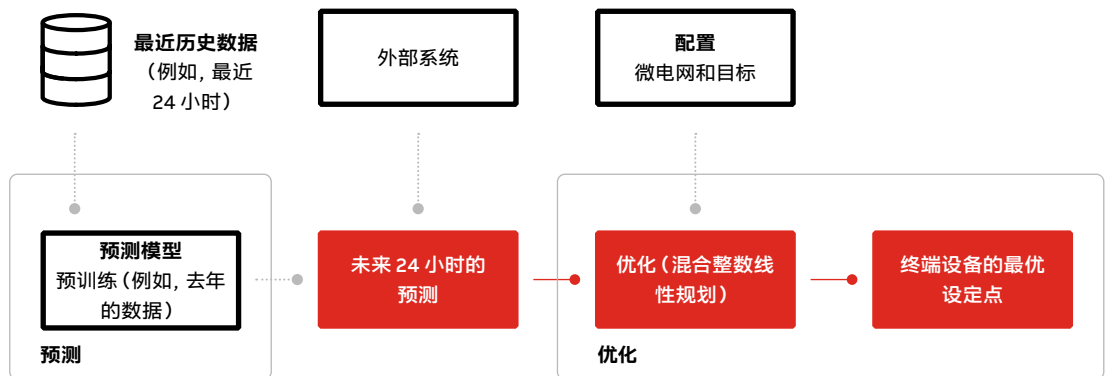 最近历史数据
（例如，最近
24 小时）
外部系统
配置
微电网和目标
预测模型
预训练（例如，去年
的数据）
预测
未来 24 小时的
预测
优化（混合整数线
性规划）
终端设备的最优
设定点
优化